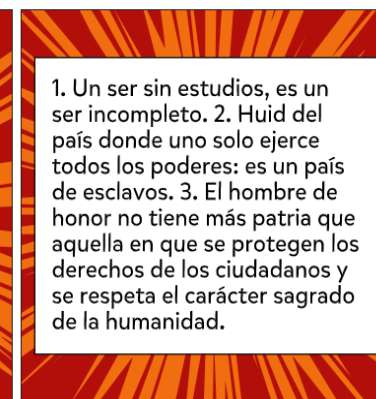 1. Un ser sin estudios, es un
ser incompleto. 2. Huid del
país donde uno solo ejerce
todos los poderes: es un país
de esclavos. 3. El hombre de
honor no tiene más patria que
aquella en que se protegen los
derechos de los ciudadanos y
se respeta el carácter sagrado
de la humanidad.